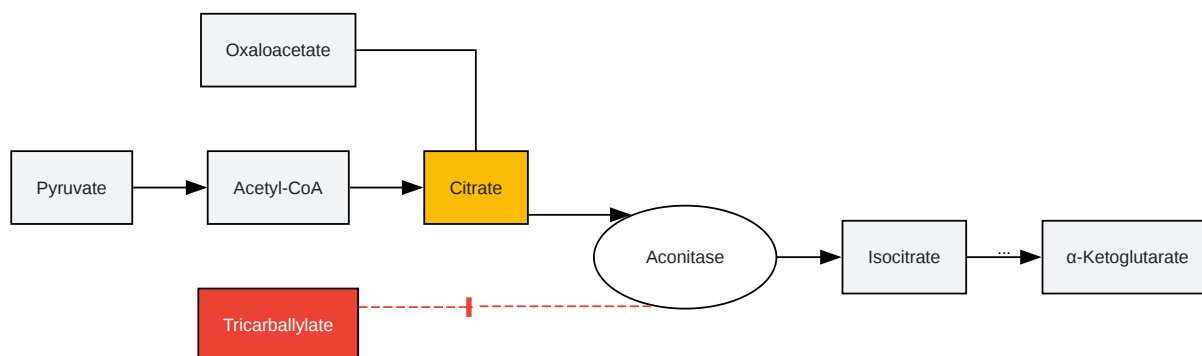 Oxaloacetate
Pyruvate
Acetyl-CoA
Citrate
Aconitase
Isocitrate
...
α-Ketoglutarate
Tricarballylate